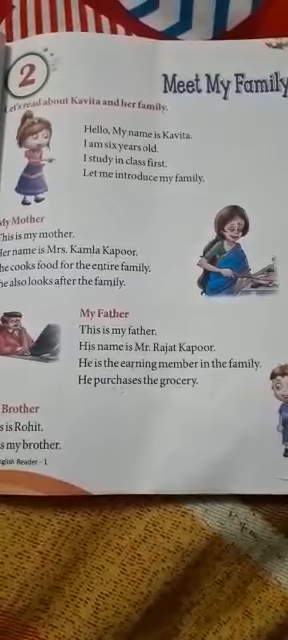 2
Meet My Family
Let's read about Kavita and her family.
Hello, My name is Kavita.
I am six years old.
I study in class first.
Let me introduce my family.
My Mother
This is my mother.
Her name is Mrs. Kamla Kapoor.
he cooks food for the entire family.
he also looks after the family.
My Father
This is my father.
His name is Mr. Rajat Kapoor.
He is the earning member in the family.
He purchases the grocery.
Brother
s is Rohit.
s my brother.
nglish Reader - 1